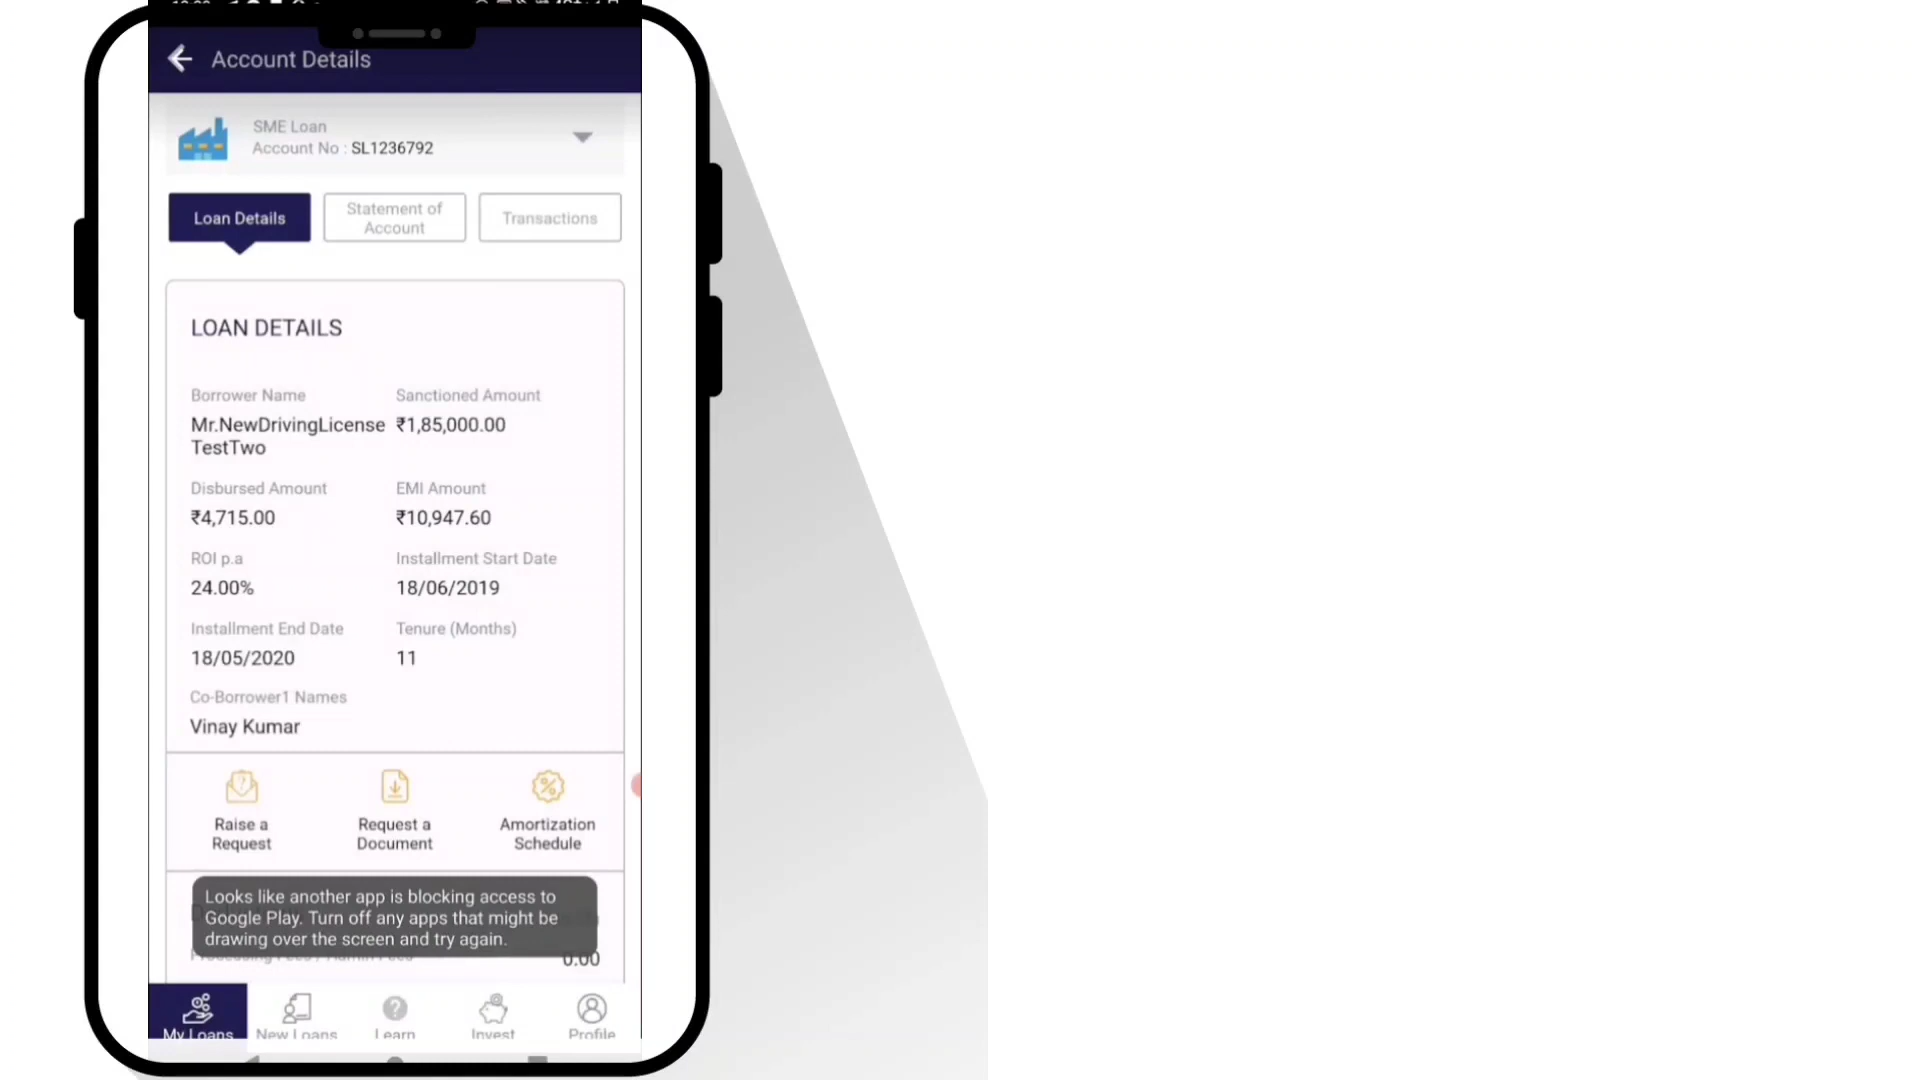 Account Details
SME Loan
Account No : SL1236792
Loan Details
Statement of
Account
Transactions
LOAN DETAILS
Borrower Name
Sanctioned Amount
Mr.NewDrivingLicense
TestTwo
₹1,85,000.00
Disbursed Amount
EMI Amount
₹4,715.00
₹10,947.60
ROI p.a
Installment Start Date
24.00%
18/06/2019
Installment End Date
Tenure (Months)
18/05/2020
11
Co-Borrower1 Names
Vinay Kumar
Raise a
Request
Request a
Document
Amortization
Schedule
Looks like another app is blocking access to
Google Play. Turn off any apps that might be
drawing over the screen and try again.
Processing Fees / Admin Fees
0.00
My Loans
New Loans
Learn
Invest
Profile